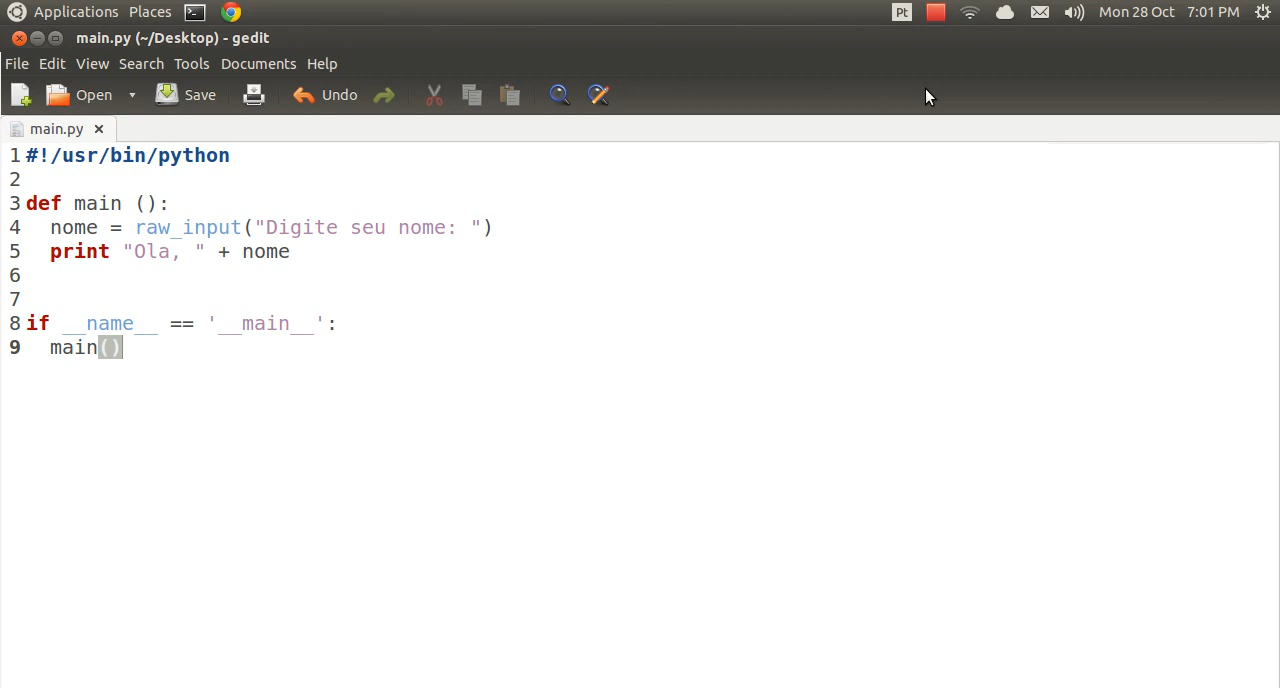 Applications Places Pt Mon 28 Oct 7:01 PM
main.py (~/Desktop) - gedit
File Edit View Search Tools Documents Help
Open Save Undo
main.py
1 #!/usr/bin/python
2
3 def main ():
4   nome = raw_input("Digite seu nome: ")
5   print "Ola, " + nome
6
7
8 if __name__ == '__main__':
9   main()